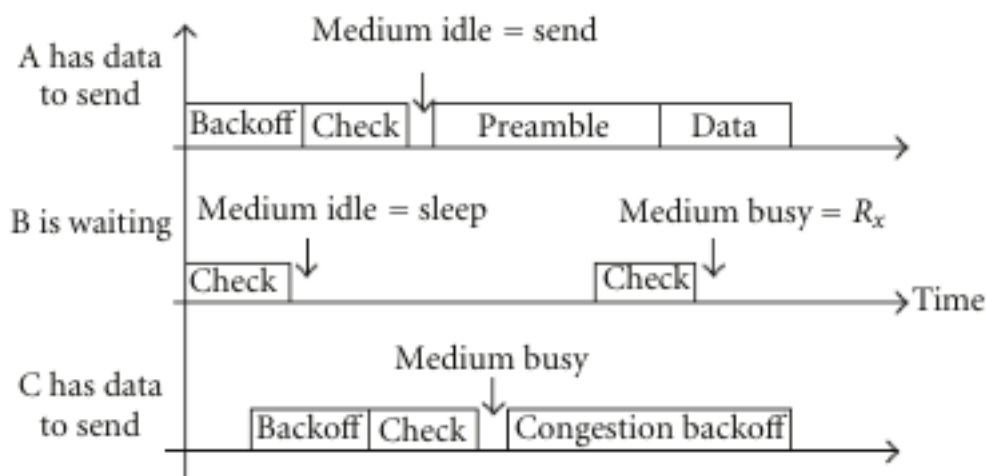 Medium idle = send
A has data
to send
Backoff Check Preamble Data
B is waiting
Medium idle = sleep
Medium busy = Rₓ
Check
Check
Time
Medium busy
C has data
to send
Backoff Check Congestion backoff